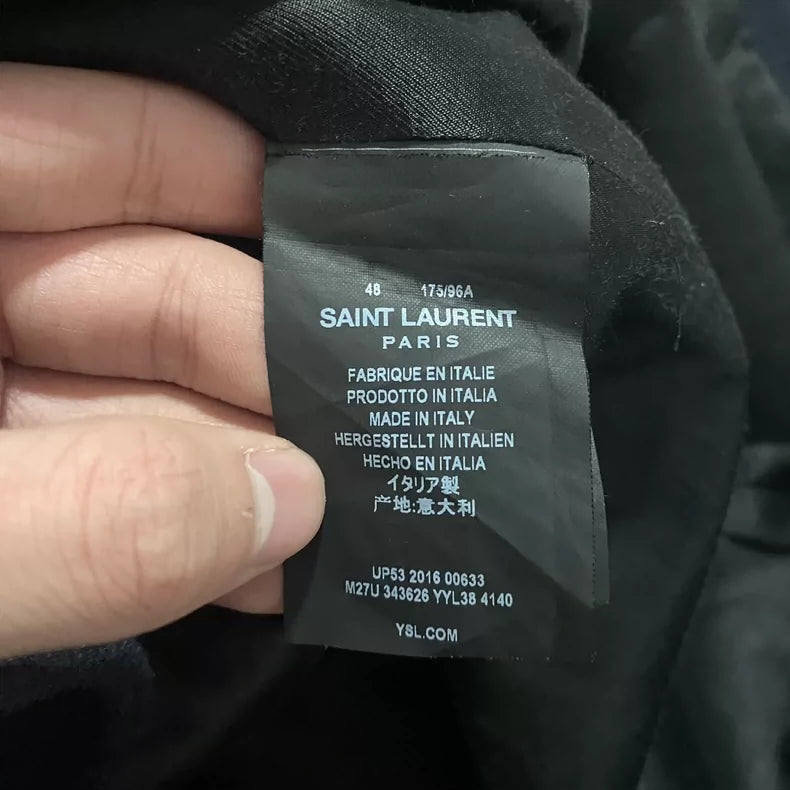 48 175/96A
SAINT LAURENT
PARIS
FABRIQUE EN ITALIE
PRODOTTO IN ITALIA
MADE IN ITALY
HERGESTELLT IN ITALIEN
HECHO EN ITALIA
イタリア製
产地:意大利
UP53 2016 00633
M27U 343626 YYL38 4140
YSL.COM